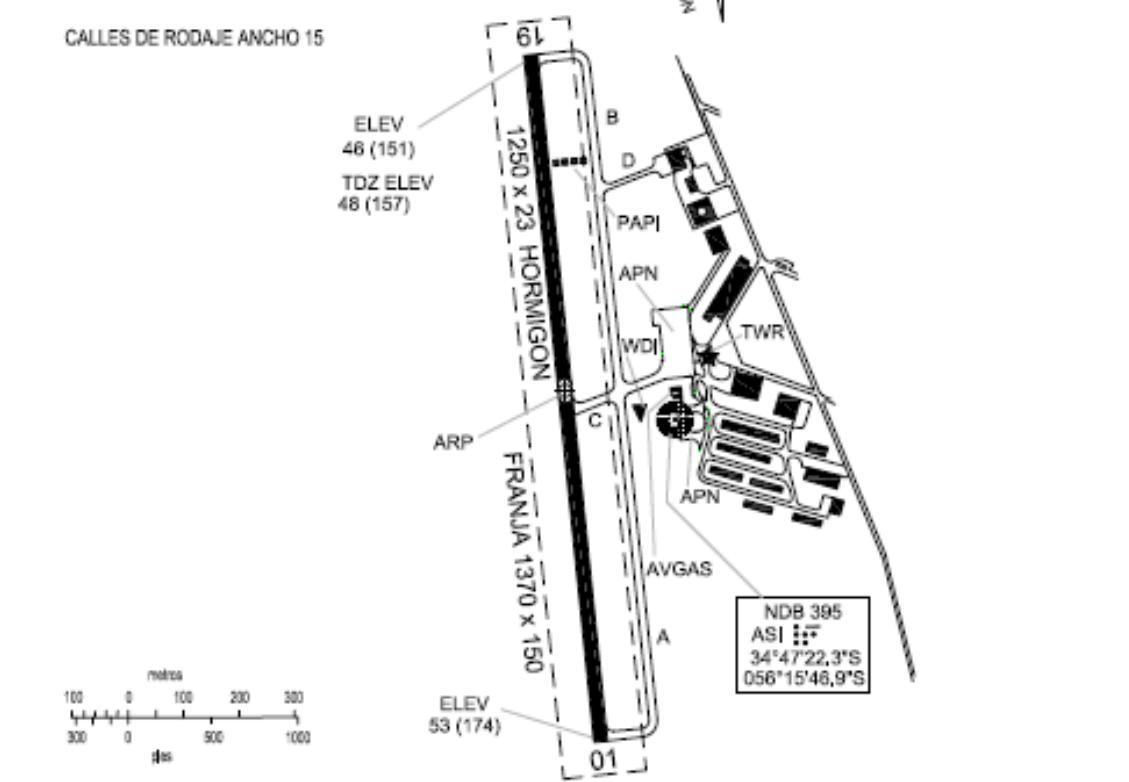 CALLES DE RODAJE ANCHO 15
19
ELEV
46 (151)
TDZ ELEV
48 (157)
1250 x 23 HORMIGON
B
D
PAPI
APN
WDI
TWR
ARP
C
FRANJA 1370 x 150
APN
AVGAS
NDB 395
ASI
34°47'22,3"S
056°15'46,9"S
A
ELEV
53 (174)
01
metros
100 0 100 200 300
300 0 500 1000
pies